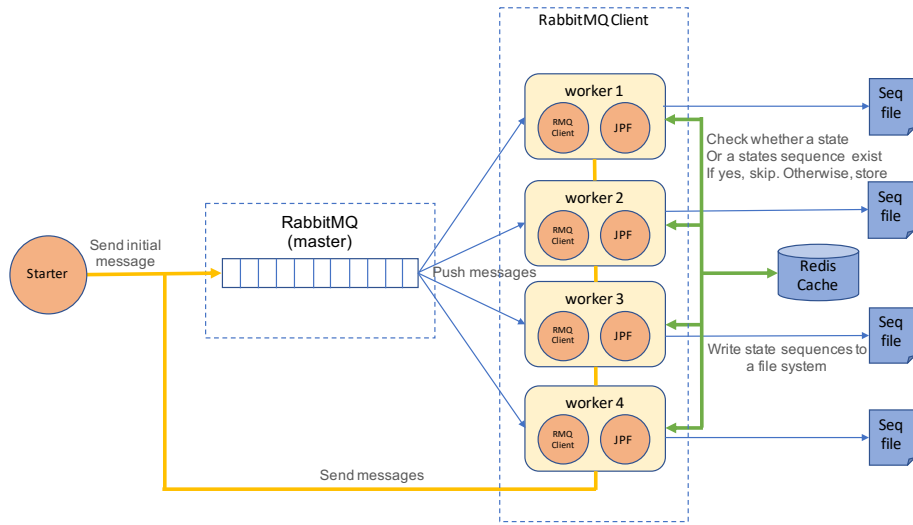 RabbitMQ Client
worker 1
RMQ
Client
JPF
Seq
file
Check whether a state
Or a states sequence exist
If yes, skip. Otherwise, store
worker 2
RMQ
Client
JPF
Seq
file
RabbitMQ
(master)
Send initial
message
Starter
Push messages
Redis
Cache
worker 3
RMQ
Client
JPF
Seq
file
Write state sequences to
a file system
worker 4
RMQ
Client
JPF
Seq
file
Send messages